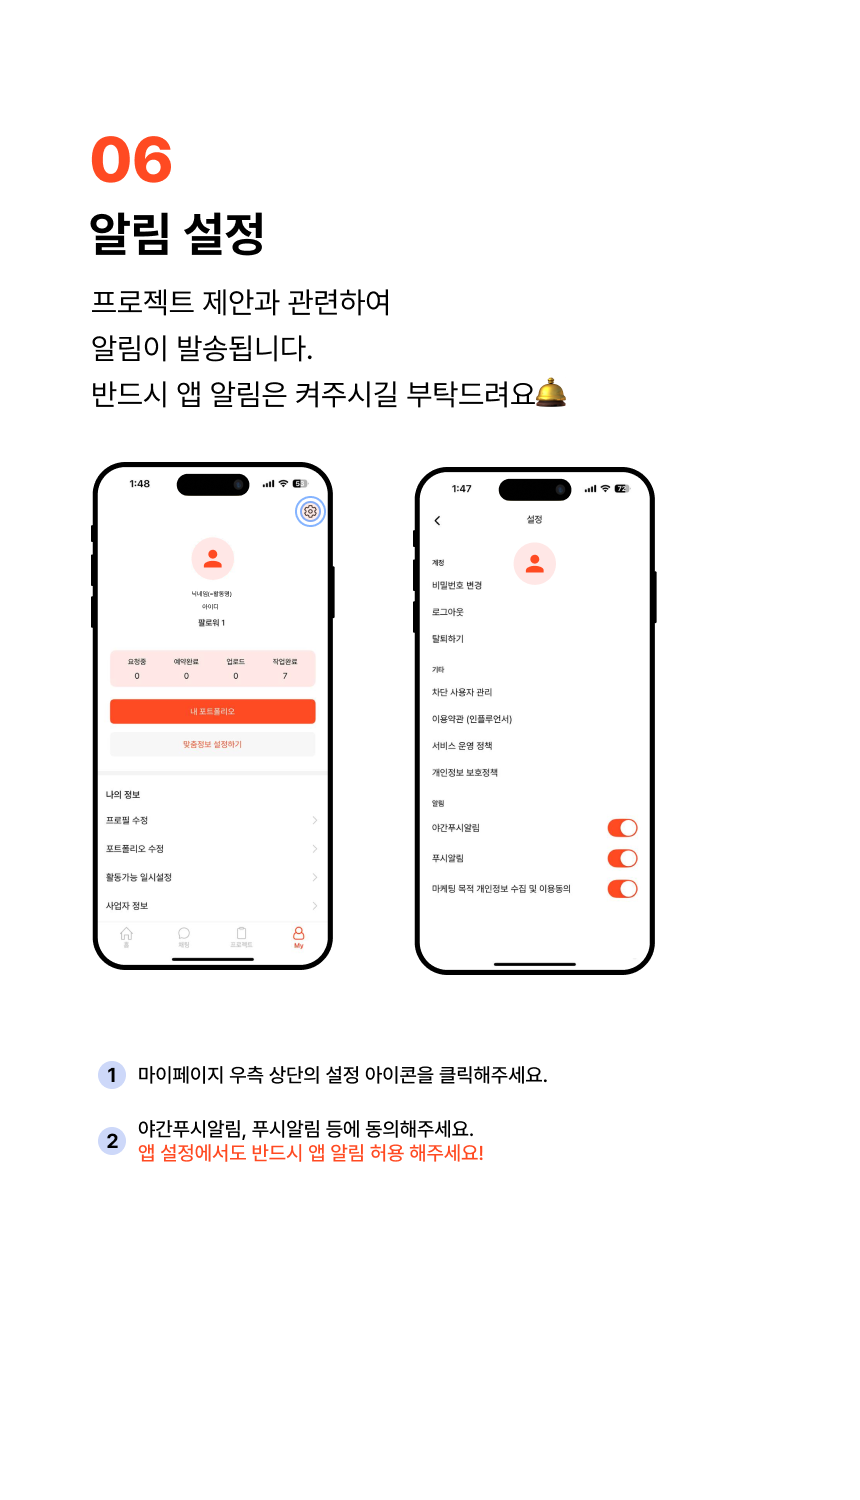 06
알림 설정
프로젝트 제안과 관련하여
알림이 발송됩니다.
반드시 앱 알림은 켜주시길 부탁드려요🛎️
1:48
닉네임(=활동명)
아이디
팔로워 1
요청중 예약완료 업로드 작업완료
0 0 0 7
내 포트폴리오
맞춤정보 설정하기
나의 정보
프로필 수정
포트폴리오 수정
활동가능 일시설정
사업자 정보
홈 채팅 프로젝트 My
1:47 72
설정
계정
비밀번호 변경
로그아웃
탈퇴하기
기타
차단 사용자 관리
이용약관 (인플루언서)
서비스 운영 정책
개인정보 보호정책
알림
야간푸시알림
푸시알림
마케팅 목적 개인정보 수집 및 이용동의
1 마이페이지 우측 상단의 설정 아이콘을 클릭해주세요.
2 야간푸시알림, 푸시알림 등에 동의해주세요.
앱 설정에서도 반드시 앱 알림 허용 해주세요!